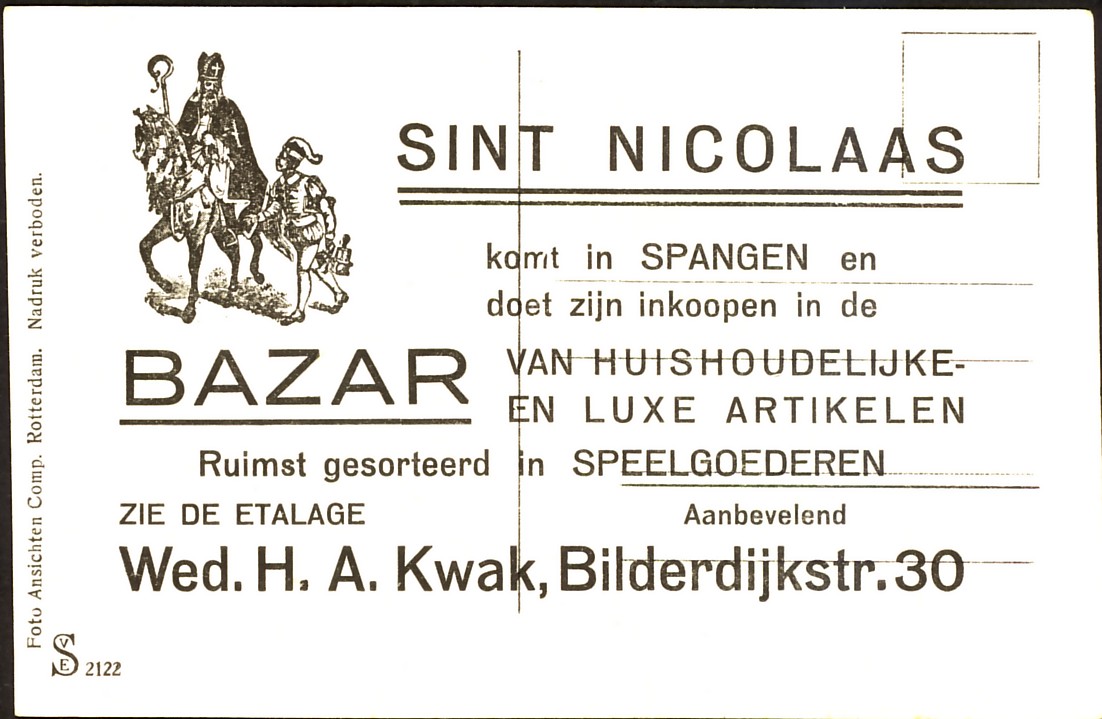 SINT NICOLAAS
komt in SPANGEN en
doet zijn inkoopen in de
BAZAR VAN HUISHOUDELIJKE-
EN LUXE ARTIKELEN
Ruimst gesorteerd in SPEELGOEDEREN
ZIE DE ETALAGE Aanbevelend
Wed. H. A. Kwak, Bilderdijkstr. 30
Foto Ansichten Comp. Rotterdam. Nadruk verboden.
VSE 2122